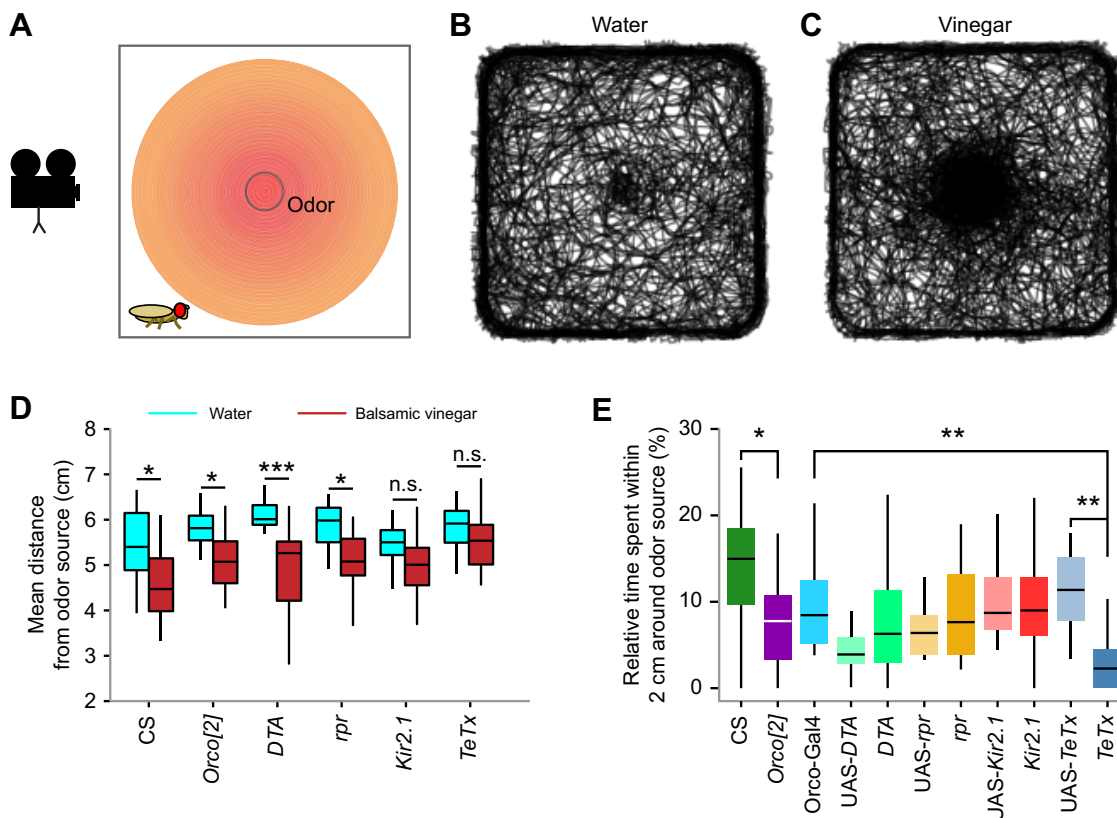 A
Odor
B
Water
C
Vinegar
D
Water
Balsamic vinegar
Mean distance
from odor source (cm)
8
7
6
5
4
3
2
*
*
***
*
n.s.
n.s.
CS
Orco[2]
DTA
rpr
Kir2.1
TeTx
E
Relative time spent within
2 cm around odor source (%)
30
20
10
0
*
**
**
CS
Orco[2]
Orco-Gal4
UAS-DTA
DTA
UAS-rpr
rpr
UAS-Kir2.1
Kir2.1
UAS-TeTx
TeTx